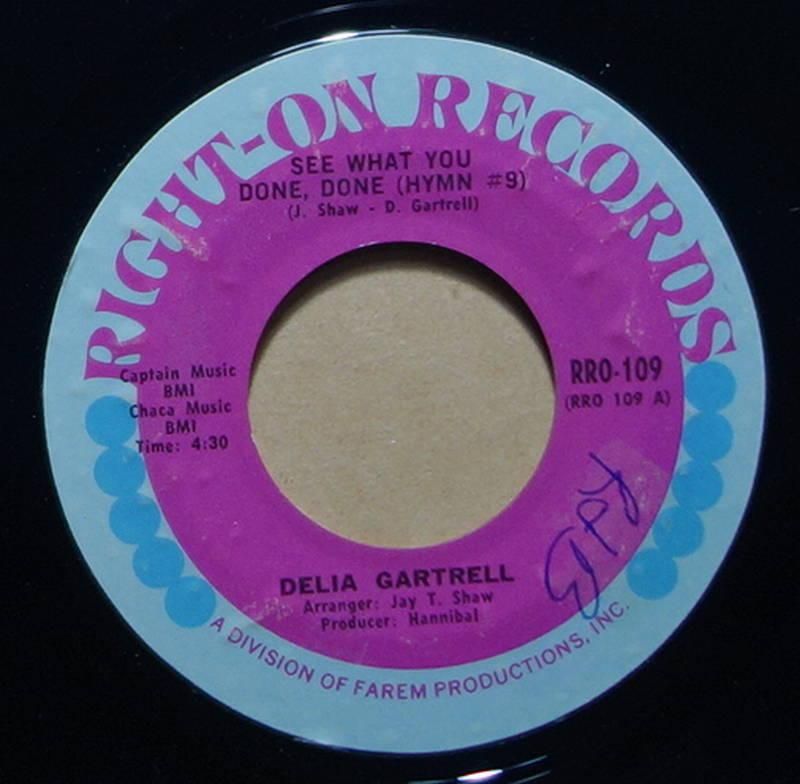 RIGHT-ON RECORDS
SEE WHAT YOU
DONE, DONE (HYMN #9)
(J. Shaw - D. Gartrell)
Captain Music
BMI
Chaca Music
BMI
Time: 4:30
RRO-109
(RRO 109 A)
DELIA GARTRELL
Arranger: Jay T. Shaw
Producer: Hannibal
A DIVISION OF FAREM PRODUCTIONS, INC.